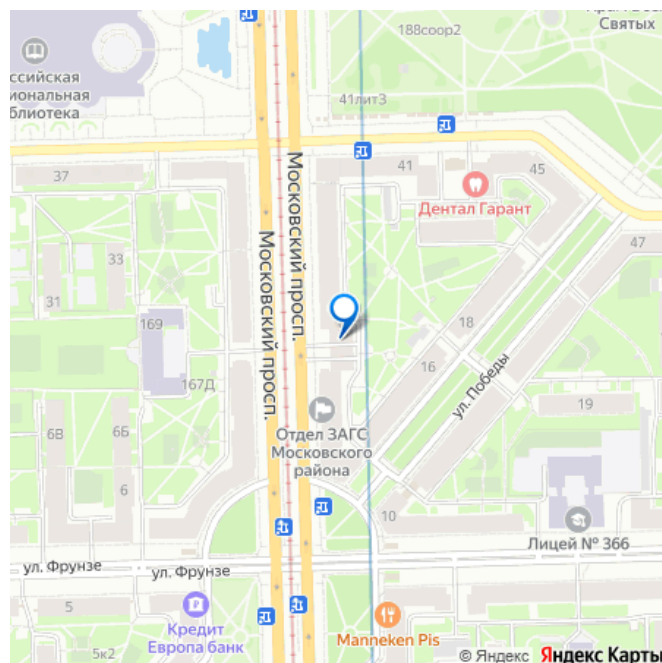 Святых
188соор2
ссийская
иональная
блиотека
41литЗ
37
41
45
Дентал Гарант
47
Московский просп.
Московский просп.
33
31
169
167Д
18
16
ул. Победы
19
6В
6Б
6
Отдел ЗАГС
Московского
района
10
Лицей № 366
ул. Фрунзе
ул. Фрунзе
5
5к2
Кредит
Европа банк
Manneken Pis
© Яндекс Яндекс Карты